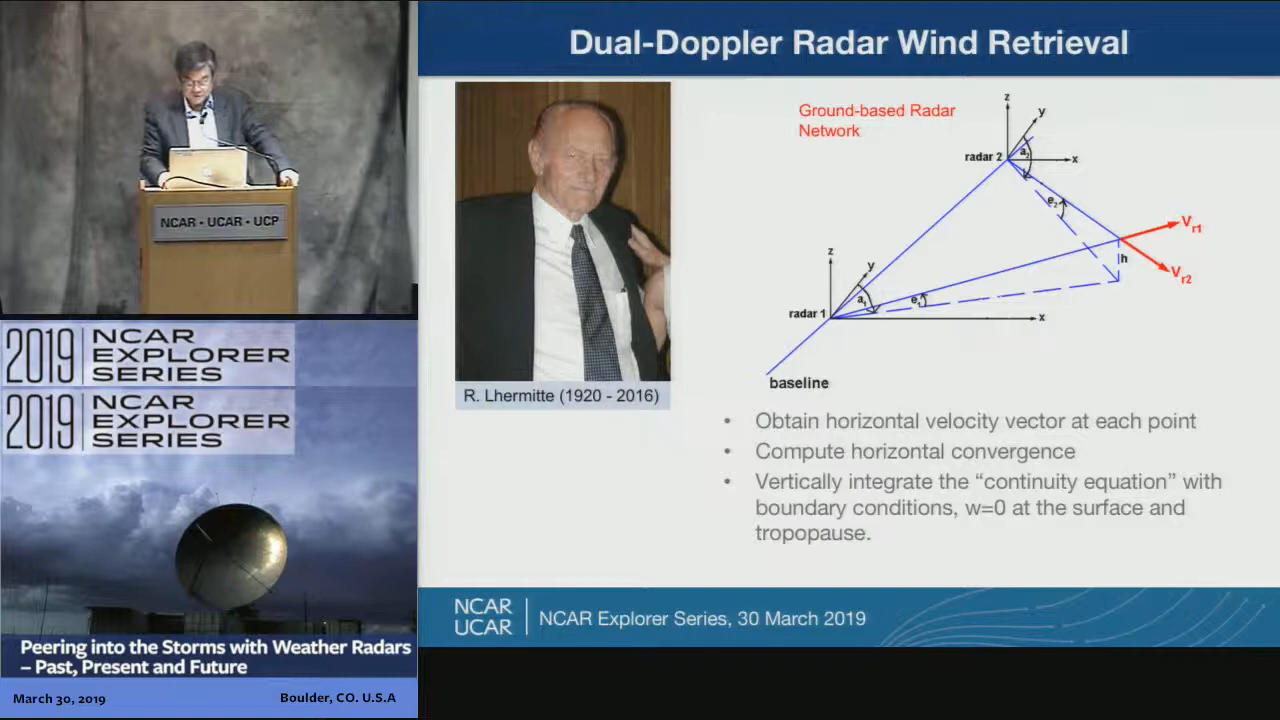 NCAR • UCAR • UCP
2019 NCAR
EXPLORER
SERIES
2019 NCAR
EXPLORER
SERIES
Peering into the Storms with Weather Radars
– Past, Present and Future
March 30, 2019
Boulder, CO. U.S.A
Dual-Doppler Radar Wind Retrieval
R. Lhermitte (1920 - 2016)
Ground-based Radar
Network
z
y
radar 2
a2
x
e2
Vr1
h
Vr2
z
y
a1
e1
radar 1
x
baseline
• Obtain horizontal velocity vector at each point
• Compute horizontal convergence
• Vertically integrate the “continuity equation” with
boundary conditions, w=0 at the surface and
tropopause.
NCAR
UCAR
NCAR Explorer Series, 30 March 2019